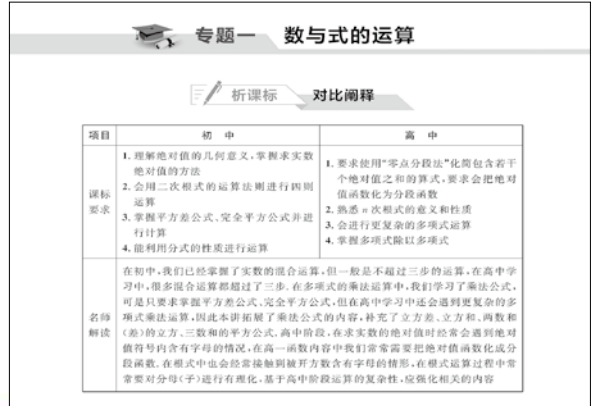 专题一 数与式的运算
析课标 对比阐释
项目 初 中 高 中
课标
要求
1. 理解绝对值的几何意义,掌握求实数
绝对值的方法
2. 会用二次根式的运算法则进行四则
运算
3. 掌握平方差公式、完全平方公式并进
行计算
4. 能利用分式的性质进行运算
1. 要求使用“零点分段法”化简包含若干
个绝对值之和的算式,要求会把绝对
值函数化为分段函数
2. 熟悉 n 次根式的意义和性质
3. 会进行更复杂的多项式运算
4. 掌握多项式除以多项式
名师
解读
在初中,我们已经掌握了实数的混合运算,但一般是不超过三步的运算,在高中学
习中,很多混合运算都超过了三步. 在多项式的乘法运算中,我们学习了乘法公式,
可是只要求掌握平方差公式、完全平方公式,但在高中学习中还会遇到更复杂的多
项式乘法运算,因此本讲拓展了乘法公式的内容,补充了立方差、立方和、两数和
(差)的立方、三数和的平方公式. 高中阶段,在求实数的绝对值时经常会遇到绝对
值符号内含有字母的情况,在高一函数内容中我们常常需要把绝对值函数化成分
段函数. 在根式中也会经常接触到被开方数含有字母的情形,在根式运算过程中常
常要对分母(子)进行有理化,基于高中阶段运算的复杂性,应强化相关的内容